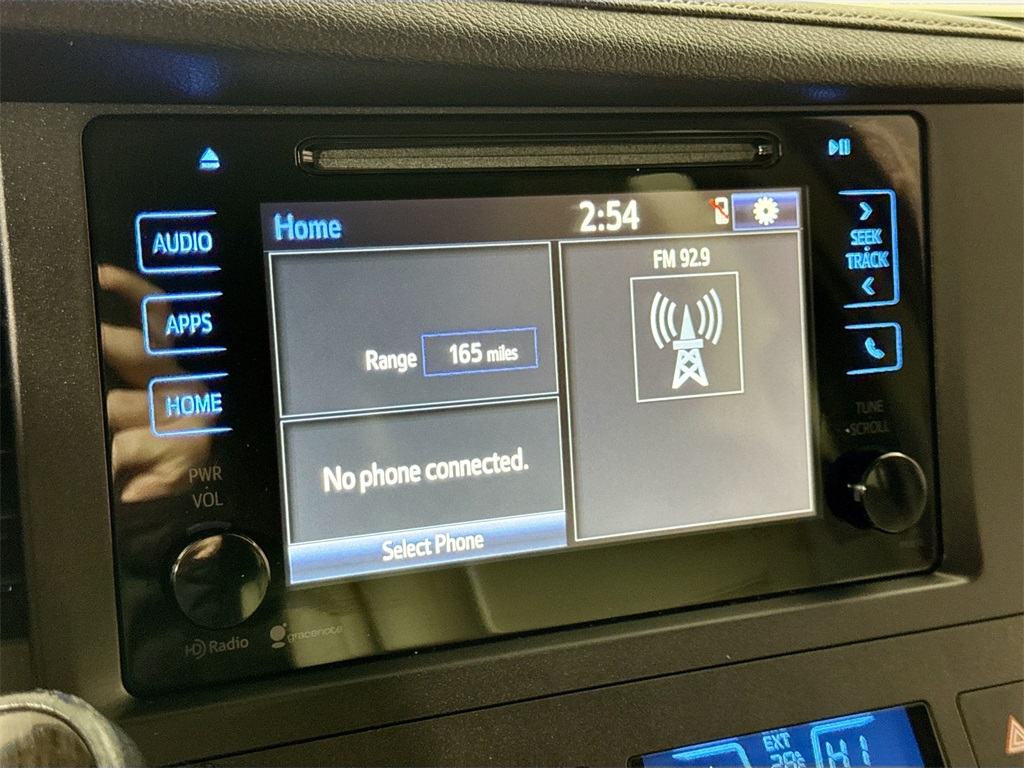 Home
2:54
AUDIO
SEEK
TRACK
FM 92.9
APPS
Range 165 miles
HOME
No phone connected.
TUNE
SCROLL
PWR
VOL
Select Phone
HD Radio gracenote
EXT
HI